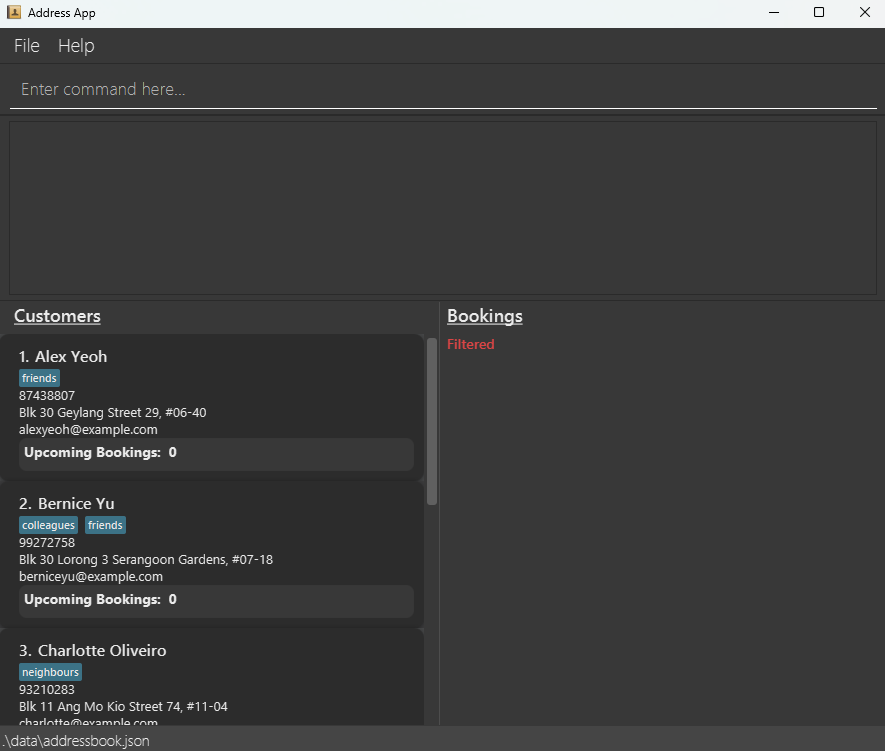 Address App
File Help
Enter command here...
Customers
1. Alex Yeoh
friends
87438807
Blk 30 Geylang Street 29, #06-40
alexyeoh@example.com
Upcoming Bookings: 0
2. Bernice Yu
colleagues friends
99272758
Blk 30 Lorong 3 Serangoon Gardens, #07-18
berniceyu@example.com
Upcoming Bookings: 0
3. Charlotte Oliveiro
neighbours
93210283
Blk 11 Ang Mo Kio Street 74, #11-04
charlotte@example.com
Bookings
Filtered
.\data\addressbook.json